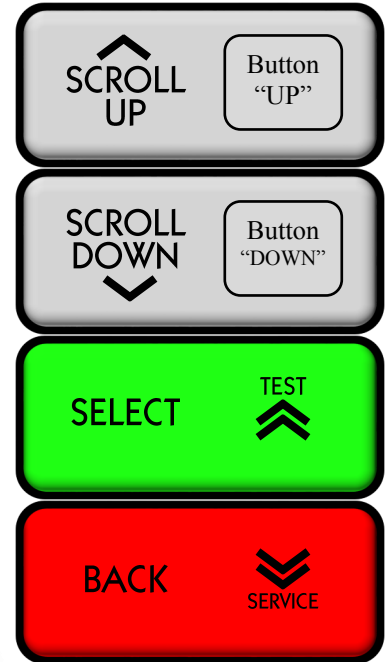 SCROLL
UP
Button
“UP”
SCROLL
DOWN
Button
“DOWN”
SELECT
TEST
BACK
SERVICE